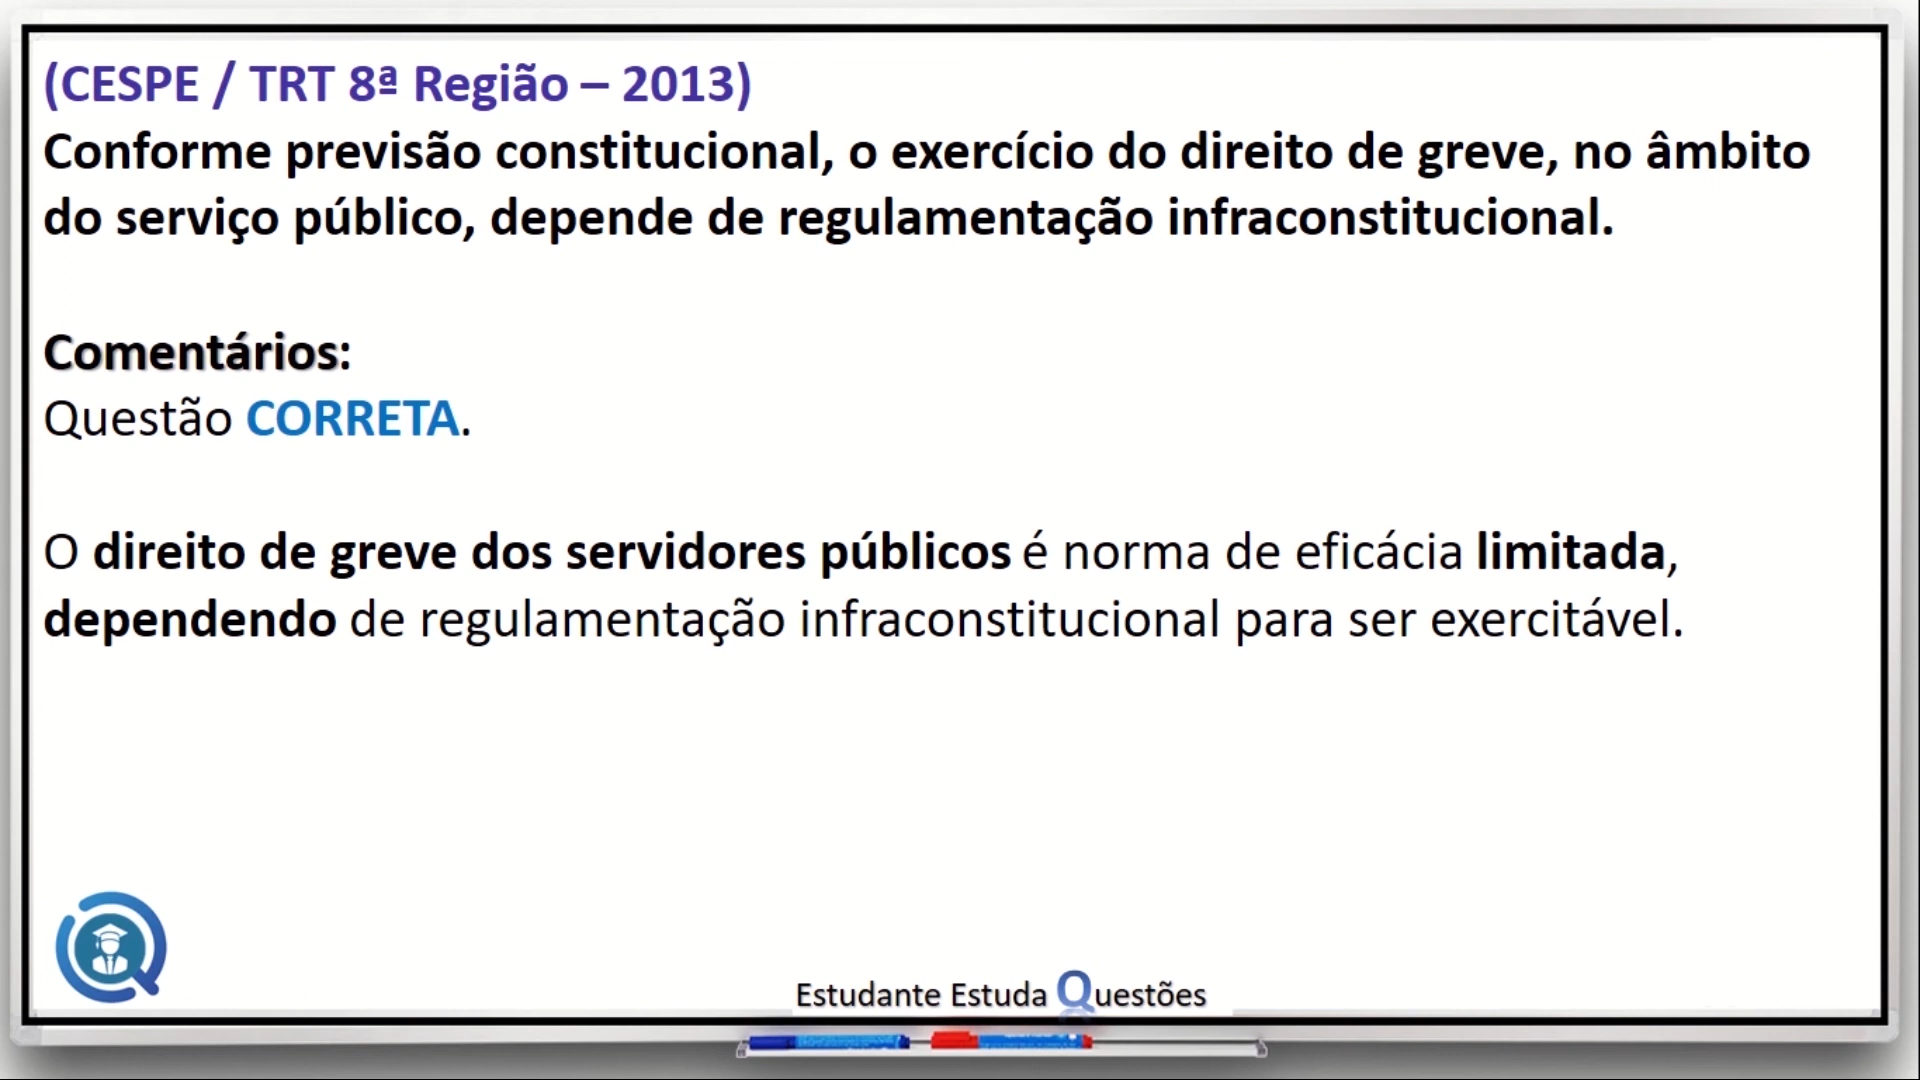 (CESPE / TRT 8ª Região – 2013)
Conforme previsão constitucional, o exercício do direito de greve, no âmbito
do serviço público, depende de regulamentação infraconstitucional.
Comentários:
Questão CORRETA.
O direito de greve dos servidores públicos é norma de eficácia limitada,
dependendo de regulamentação infraconstitucional para ser exercitável.
Estudante Estuda Questões